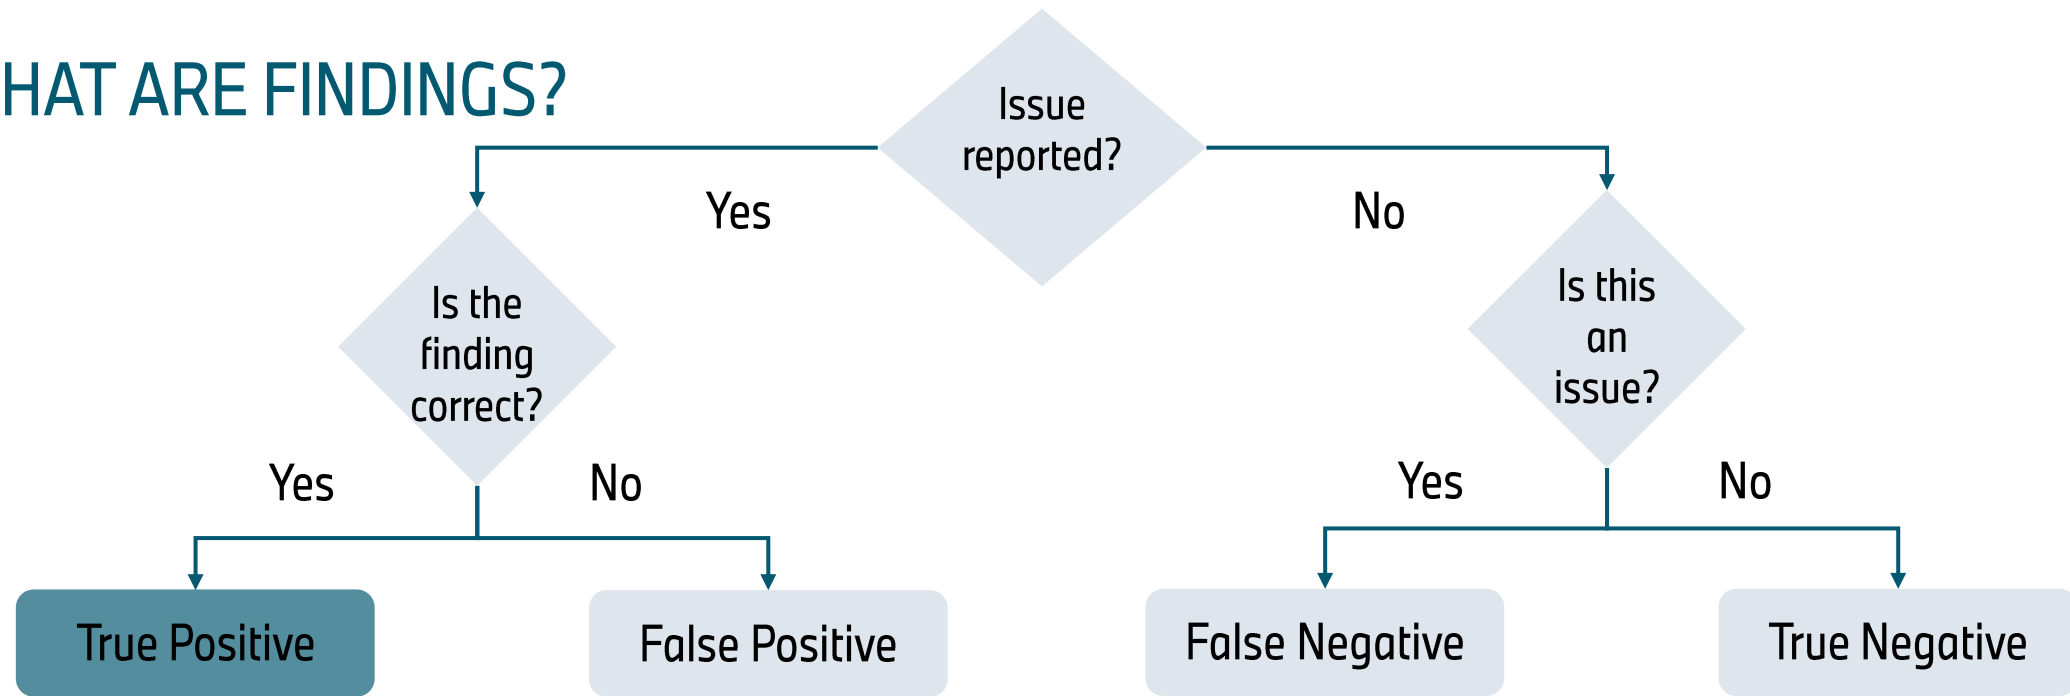 HAT ARE FINDINGS?
Issue
reported?
Yes
No
Is the
finding
correct?
Is this
an
issue?
Yes
No
Yes
No
True Positive
False Positive
False Negative
True Negative